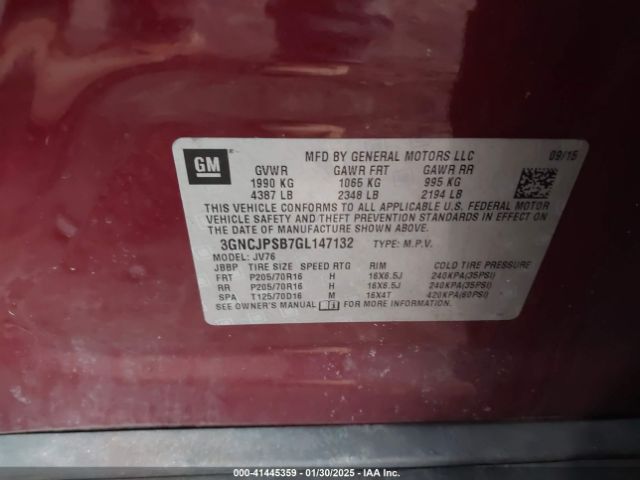 GM
MFD BY GENERAL MOTORS LLC 09/15
GVWR GAWR FRT GAWR RR
1990 KG 1065 KG 995 KG
4387 LB 2348 LB 2194 LB
THIS VEHICLE CONFORMS TO ALL APPLICABLE U.S. FEDERAL MOTOR
VEHICLE SAFETY AND THEFT PREVENTION STANDARDS IN EFFECT ON
THE DATE OF MANUFACTURE SHOWN ABOVE.
3GNCJPSB7GL147132 TYPE: M.P.V.
MODEL: JV76
JBBP TIRE SIZE SPEED RTG RIM COLD TIRE PRESSURE
FRT P205/70R16 H 16X6.5J 240KPA(35PSI)
RR P205/70R16 H 16X6.5J 240KPA(35PSI)
SPA T125/70D16 M 16X4T 420KPA(60PSI)
SEE OWNER'S MANUAL FOR MORE INFORMATION
000-41445359 - 01/30/2025 - IAA Inc.